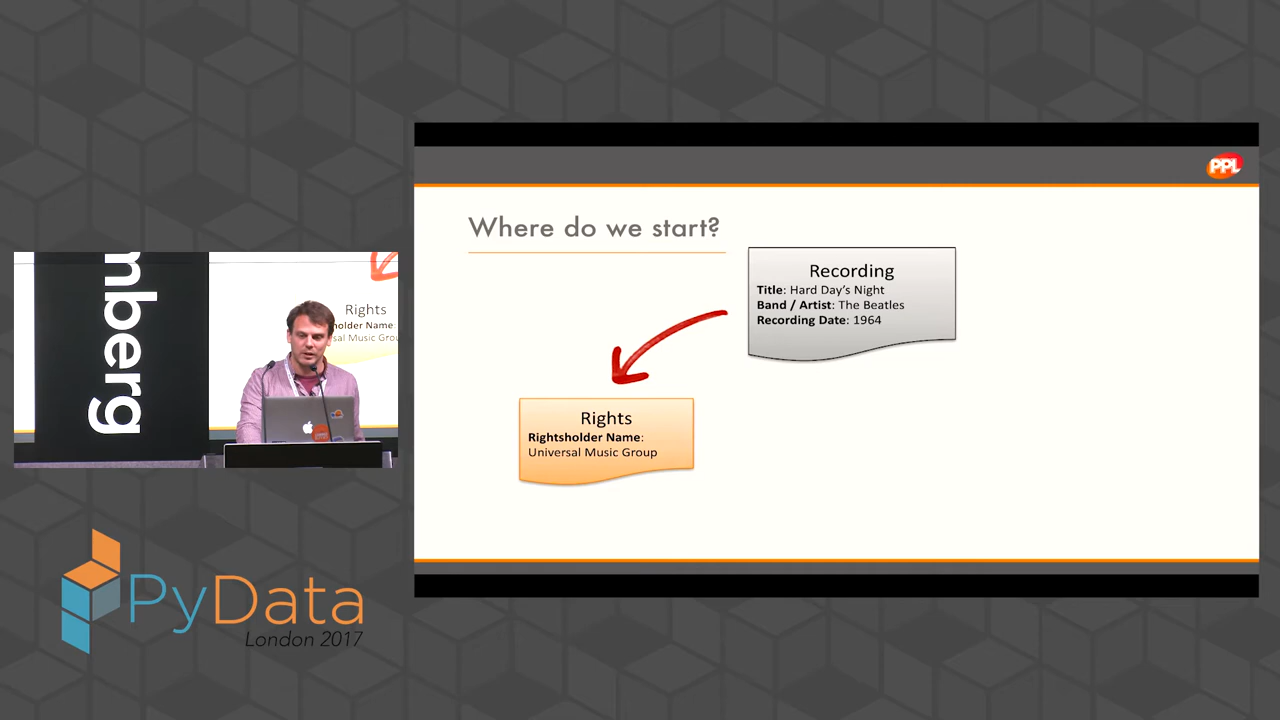 PPL
Where do we start?
Recording
Title: Hard Day's Night
Band / Artist: The Beatles
Recording Date: 1964
Rights
Rightsholder Name:
Universal Music Group
mberg
Rights
holder Name:
sal Music Grou
PyData
London 2017